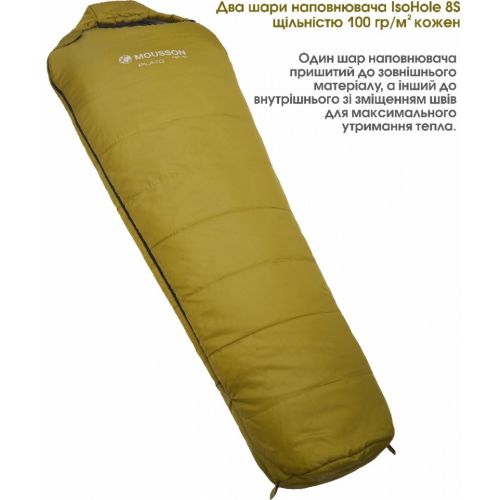 Два шари наповнювача IsoHole 8S
щільністю 100 гр/м² кожен
Один шар наповнювача
пришитий до зовнішнього
матеріалу, а інший до
внутрішнього зі зміщенням швів
для максимального
утримання тепла.
MOUSSON
PLATO